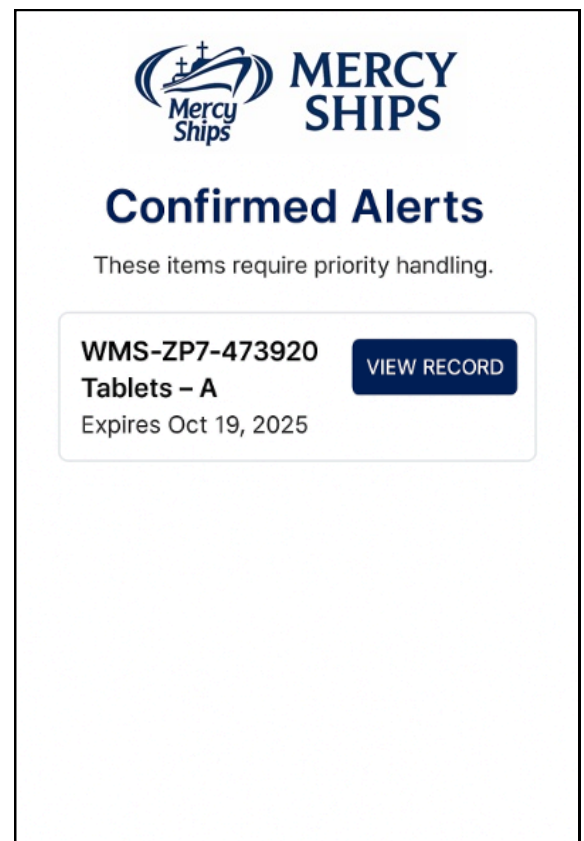 Mercy
Ships
MERCY
SHIPS
Confirmed Alerts
These items require priority handling.
WMS-ZP7-473920
Tablets – A
Expires Oct 19, 2025
VIEW RECORD